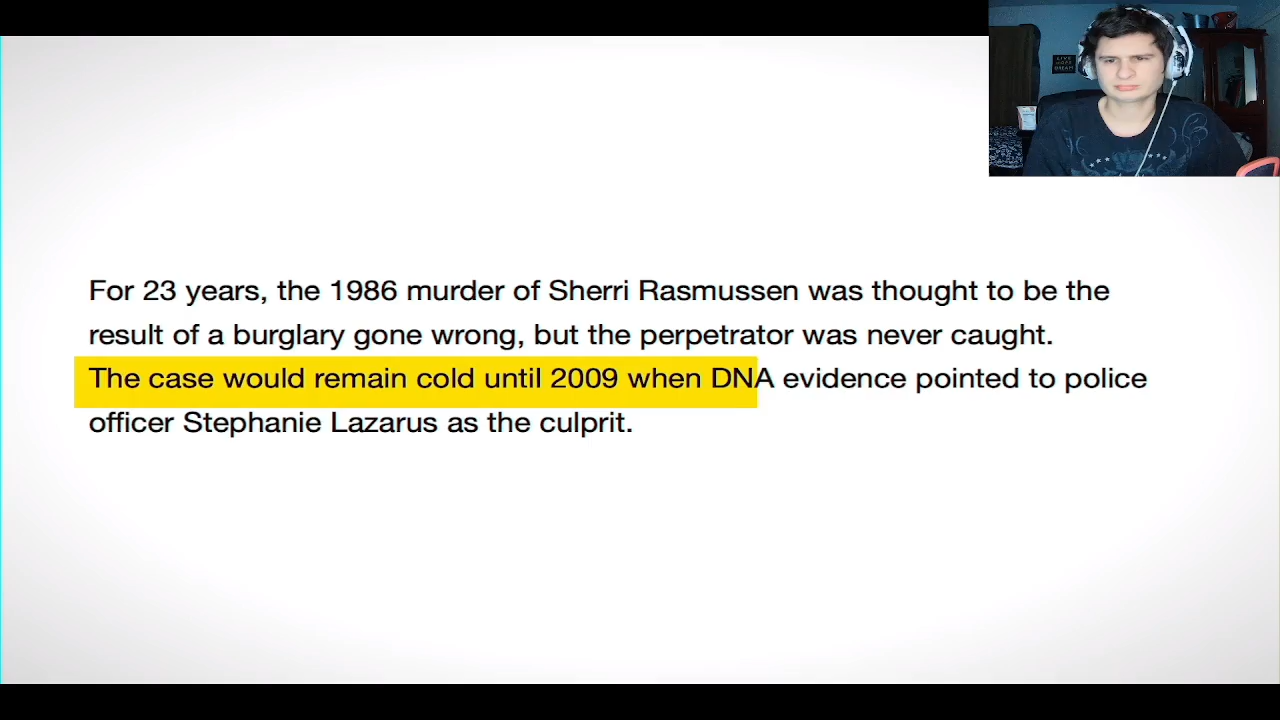 LIVE
DREAM
For 23 years, the 1986 murder of Sherri Rasmussen was thought to be the
result of a burglary gone wrong, but the perpetrator was never caught.
The case would remain cold until 2009 when DNA evidence pointed to police
officer Stephanie Lazarus as the culprit.